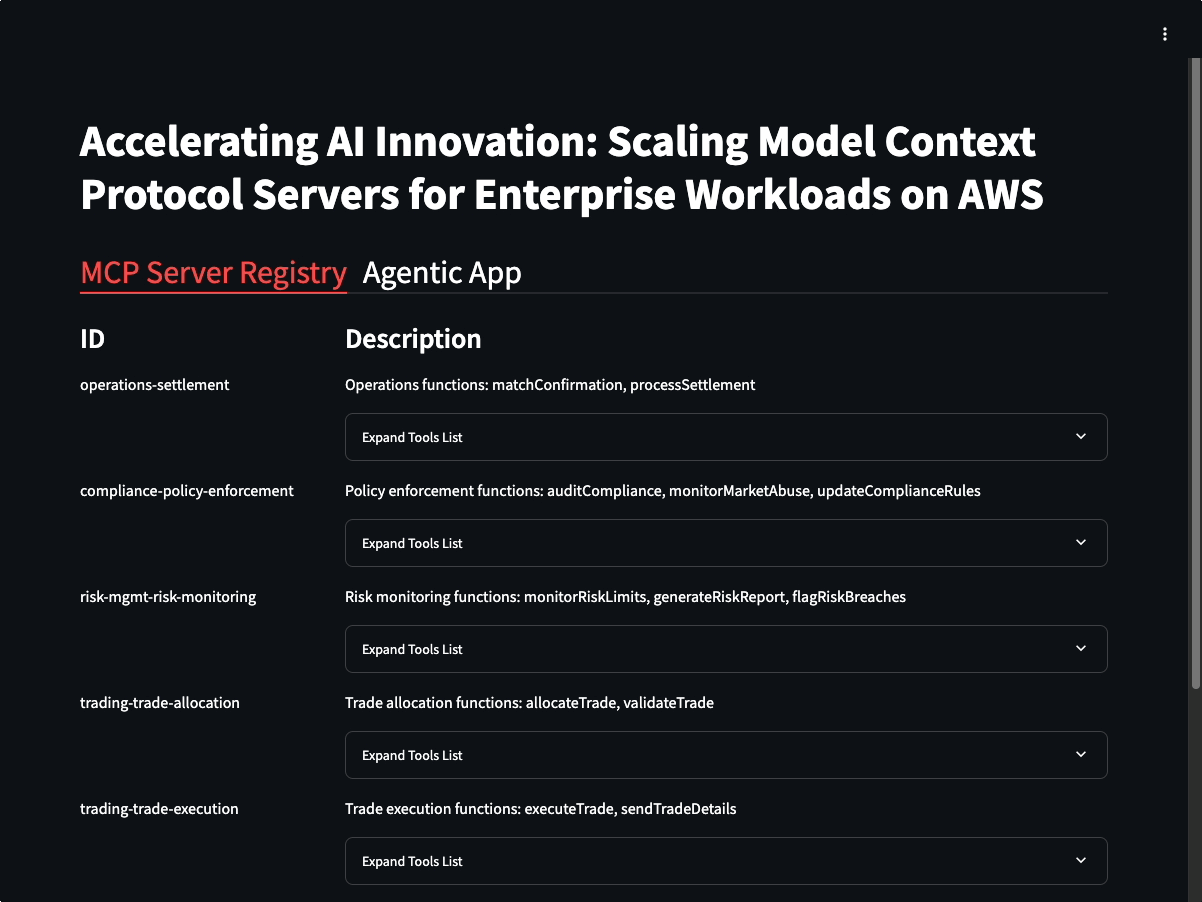 Accelerating AI Innovation: Scaling Model Context
Protocol Servers for Enterprise Workloads on AWS
MCP Server Registry Agentic App
ID Description
operations-settlement Operations functions: matchConfirmation, processSettlement
Expand Tools List
compliance-policy-enforcement Policy enforcement functions: auditCompliance, monitorMarketAbuse, updateComplianceRules
Expand Tools List
risk-mgmt-risk-monitoring Risk monitoring functions: monitorRiskLimits, generateRiskReport, flagRiskBreaches
Expand Tools List
trading-trade-allocation Trade allocation functions: allocateTrade, validateTrade
Expand Tools List
trading-trade-execution Trade execution functions: executeTrade, sendTradeDetails
Expand Tools List